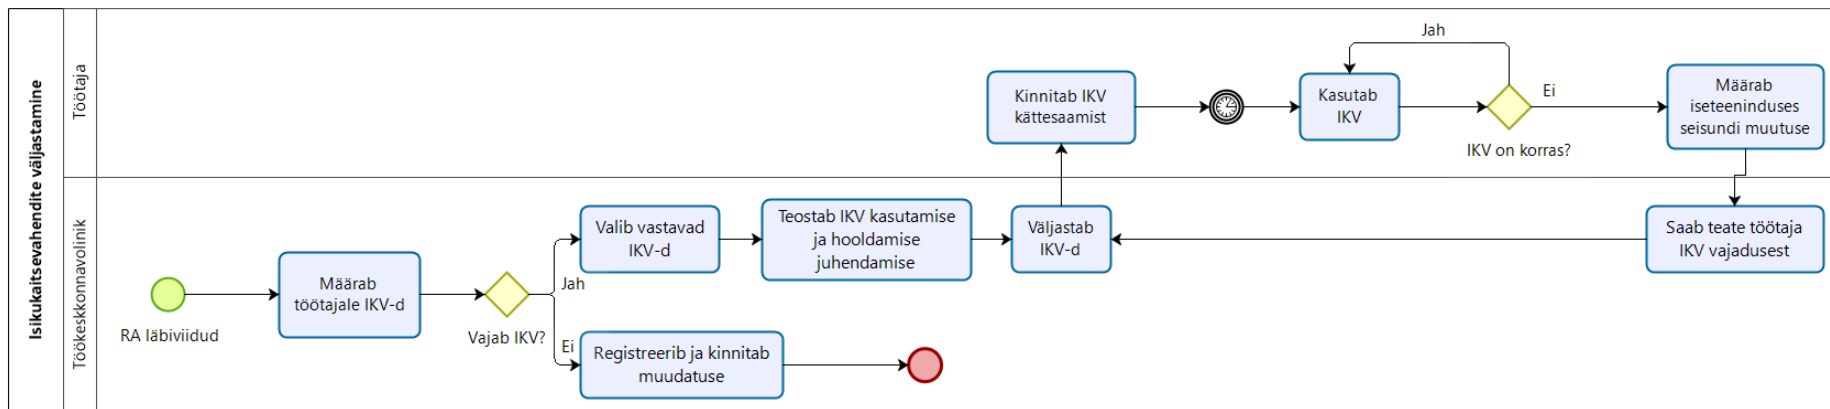 Isikukaitsevahendite väljastamine
Töötaja
Töökeskkonnavolinik
RA läbiviidud
Määrab
töötajale IKV-d
Vajab IKV?
Jah
Ei
Valib vastavad
IKV-d
Registreerib ja kinnitab
muudatuse
Teostab IKV kasutamise
ja hooldamise
juhendamise
Väljastab
IKV-d
Kinnitab IKV
kättesaamist
Kasutab
IKV
Jah
IKV on korras?
Ei
Määrab
iseteeninduses
seisundi muutuse
Saab teate töötaja
IKV vajadusest